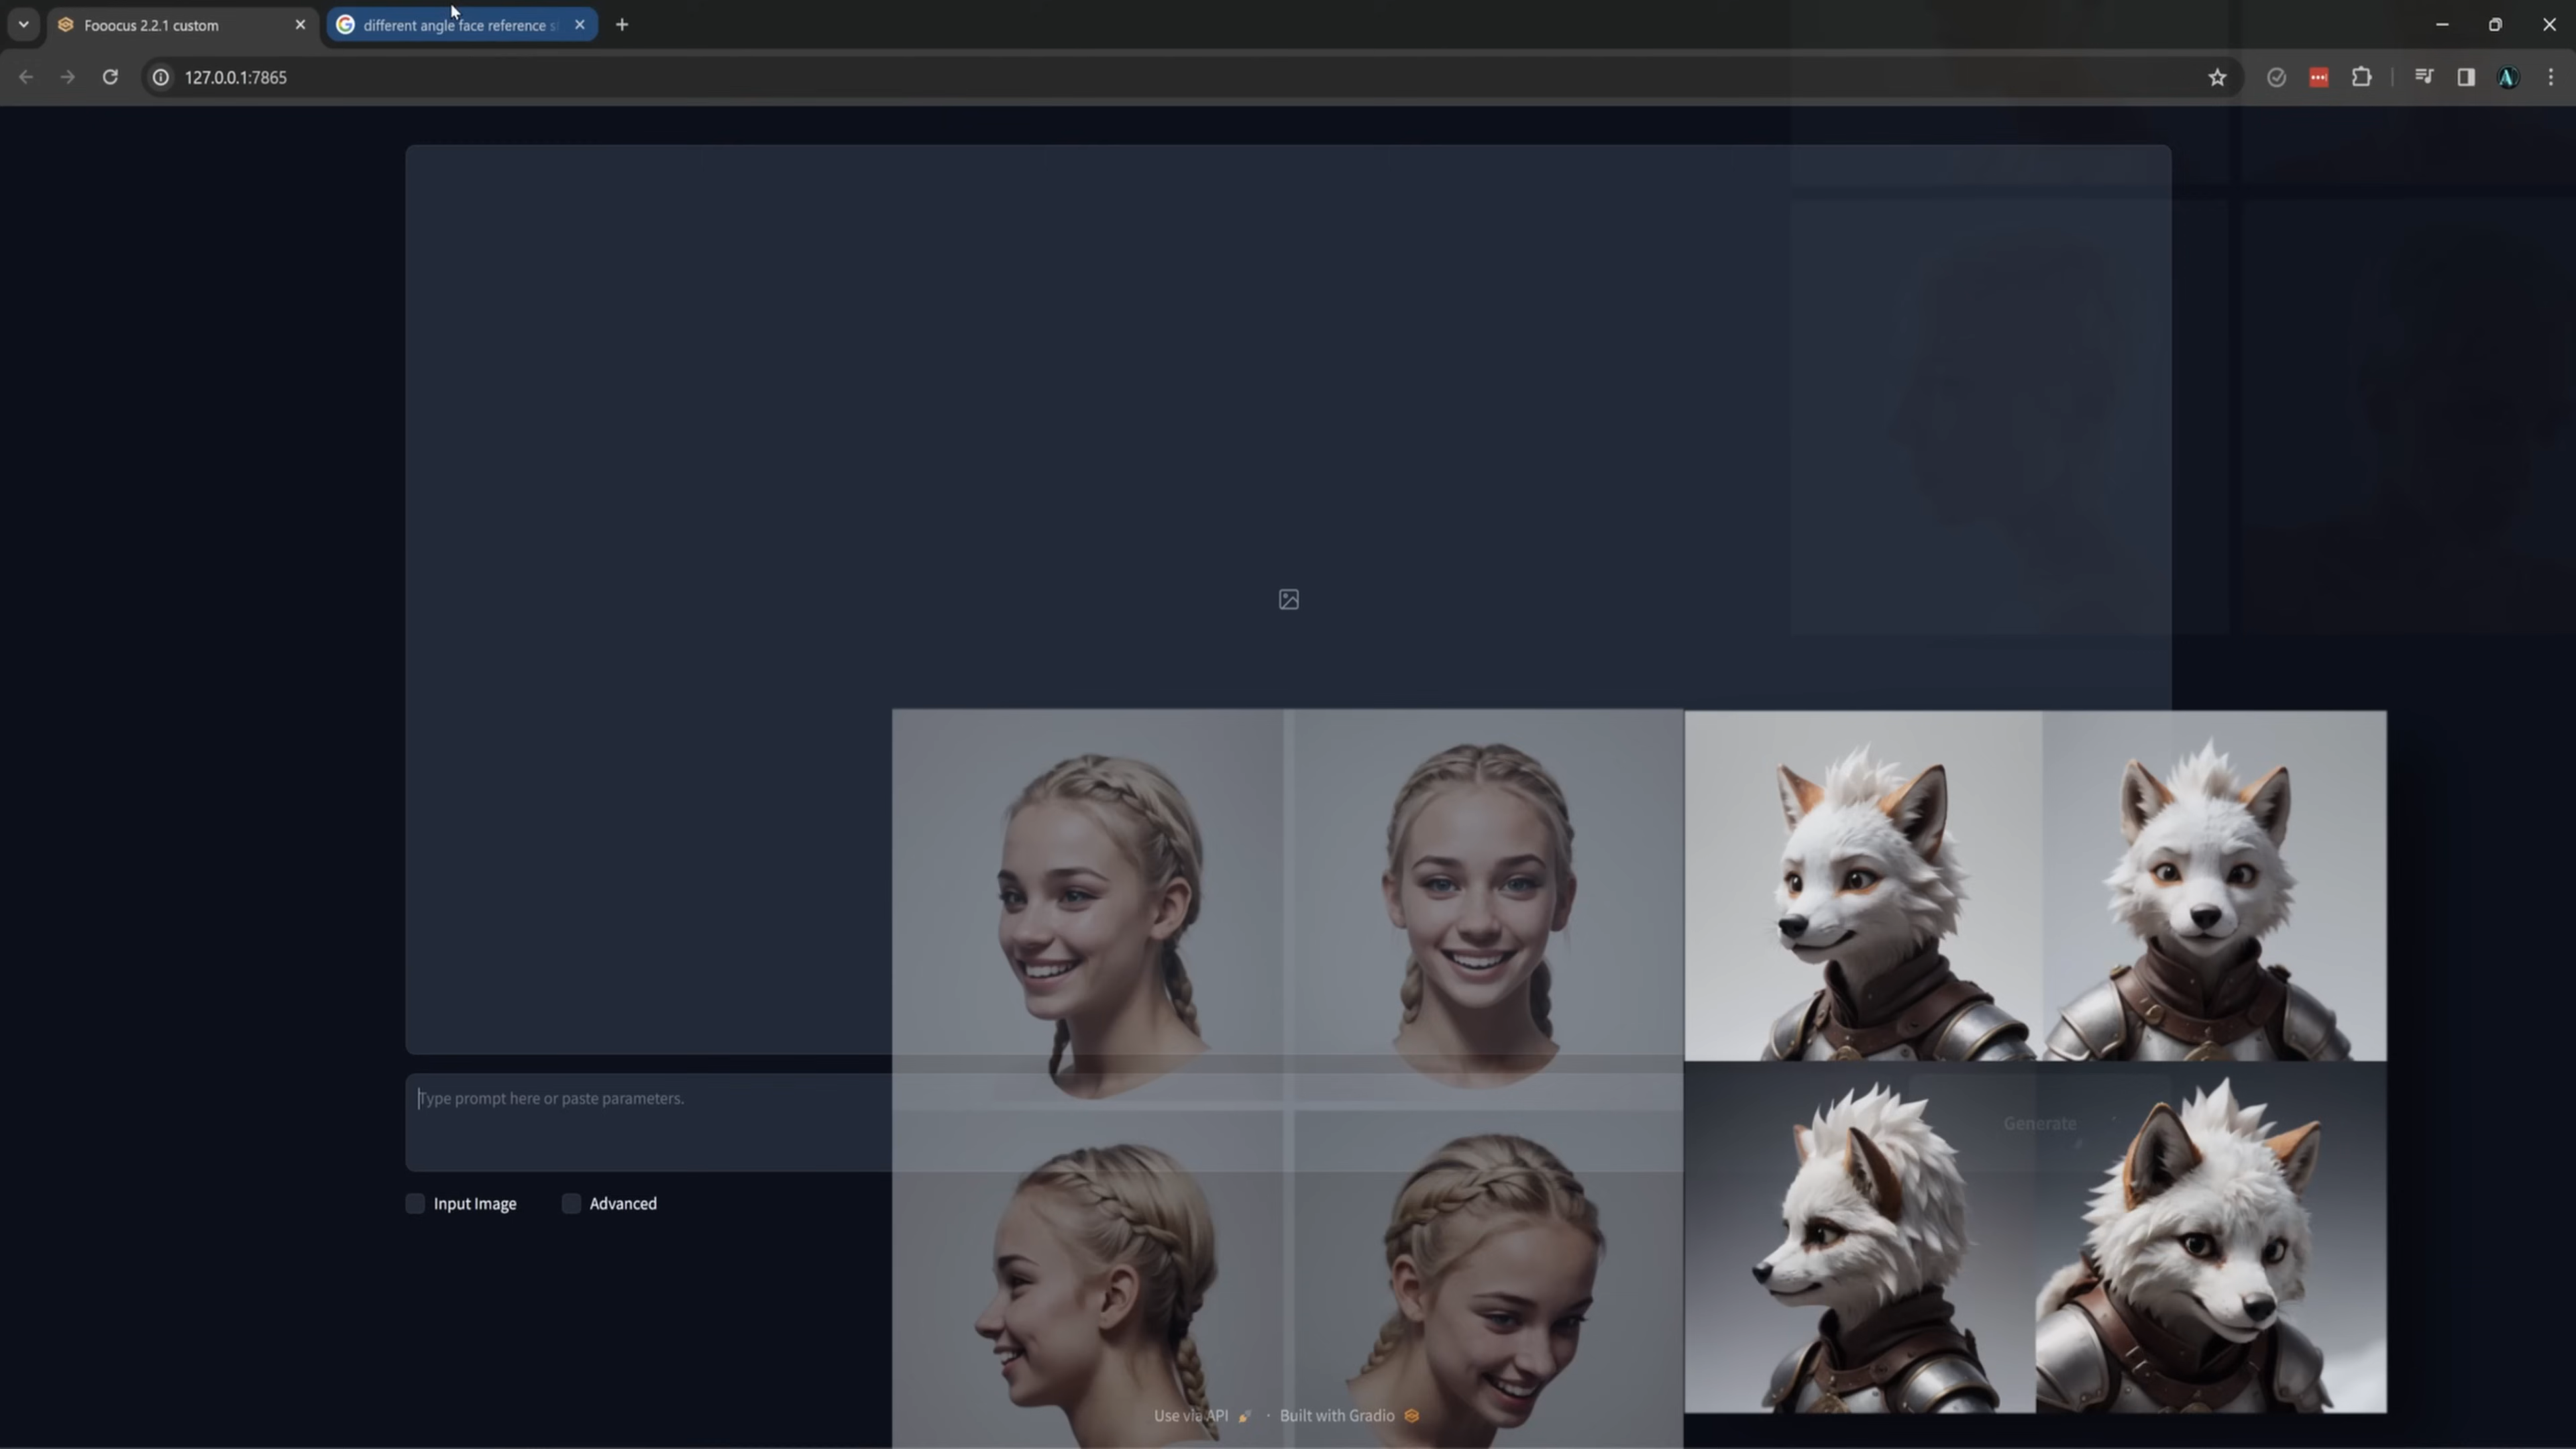 Fooocus 2.2.1 custom
different angle face reference
127.0.0.1:7865
Type prompt here or paste parameters.
Generate
Input Image
Advanced
Use via API
· Built with Gradio